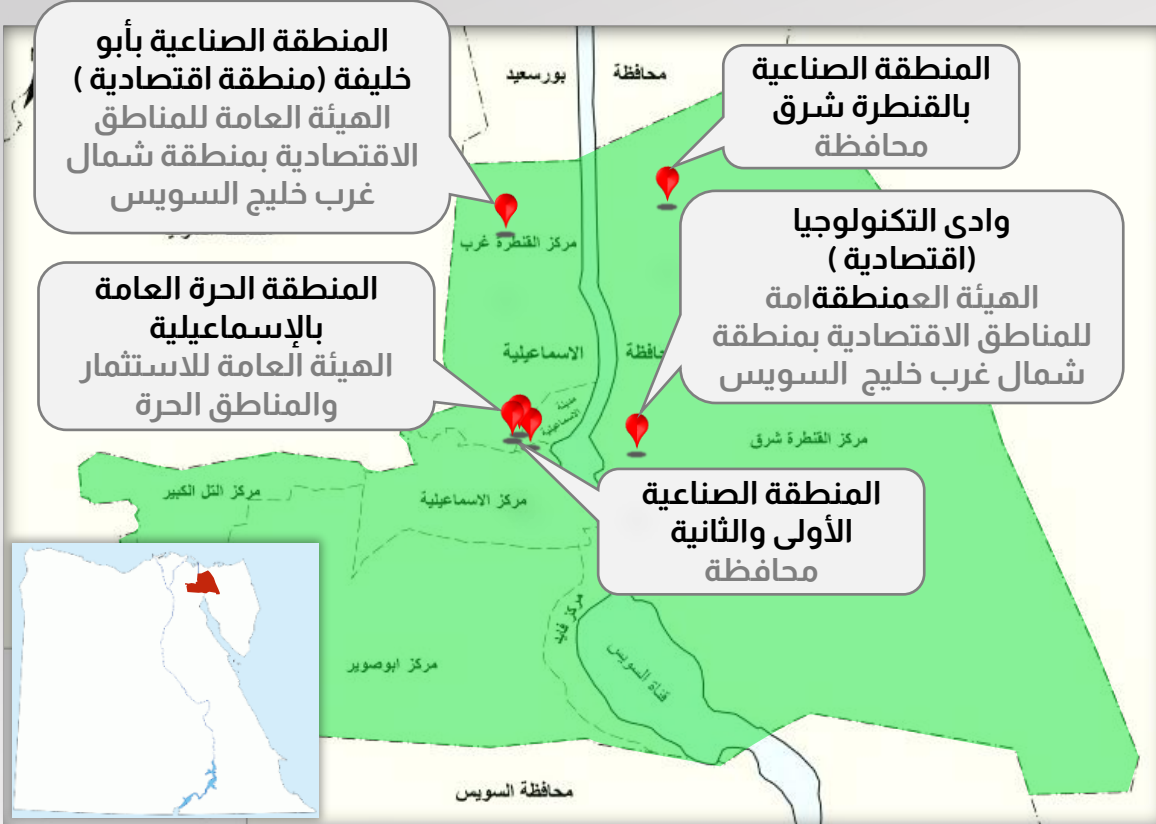 المنطقة الصناعية بأبو
خليفة (منطقة اقتصادية )
الهيئة العامة للمناطق
الاقتصادية بمنطقة شمال
غرب خليج السويس
بورسعيد
محافظة
المنطقة الصناعية
بالقنطرة شرق
محافظة
مركز القنطرة غرب
وادى التكنولوجيا
(اقتصادية )
الهيئة العمنطقةامة
للمناطق الاقتصادية بمنطقة
شمال غرب خليج السويس
المنطقة الحرة العامة
بالإسماعيلية
الهيئة العامة للاستثمار
والمناطق الحرة
الاسماعيلية
مدينة
الاسماعيلية
مركز القنطرة شرق
المنطقة الصناعية
الأولى والثانية
محافظة
مركز التل الكبير
مركز الاسماعيلية
مركز فايد
قناة السويس
مركز ابوصوير
محافظة السويس